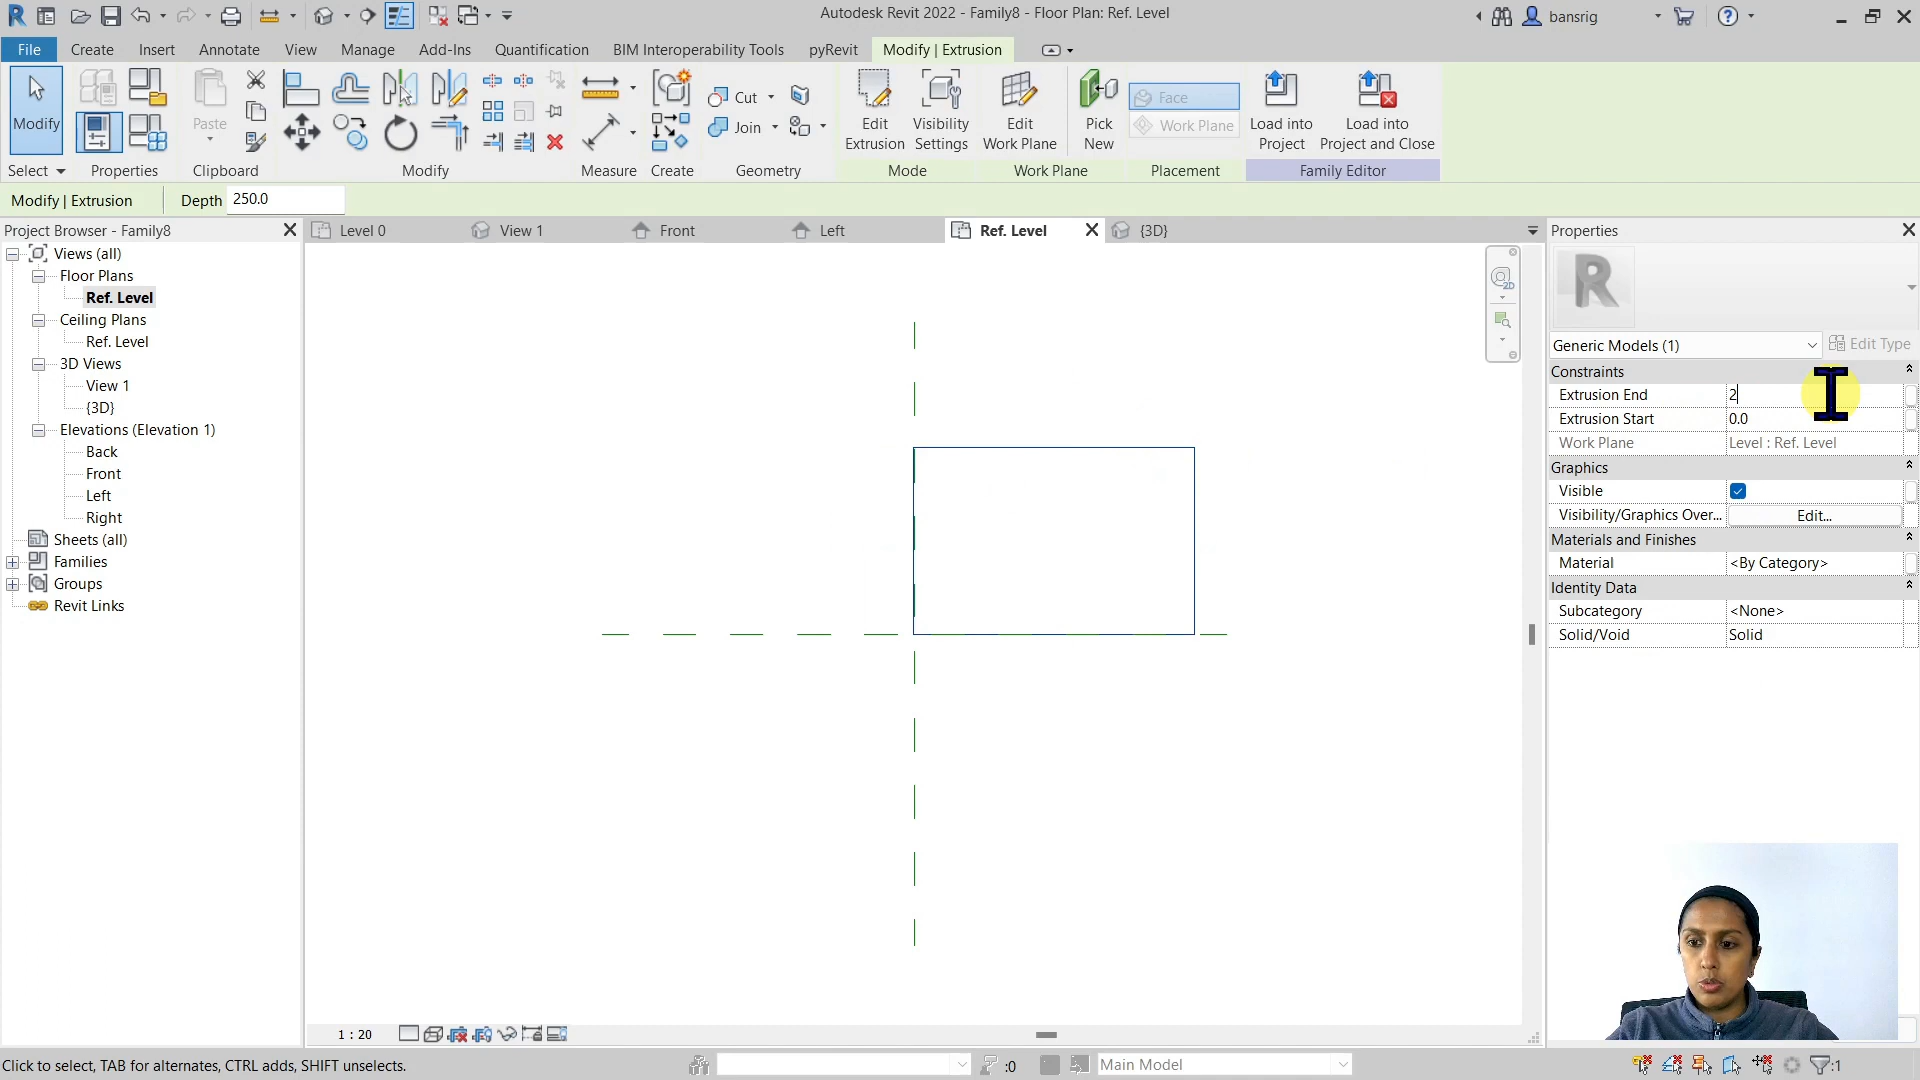 Autodesk Revit 2022 - Family8 - Floor Plan: Ref. Level
bansrig
File Create Insert Annotate View Manage Add-Ins Quantification BIM Interoperability Tools pyRevit Modify | Extrusion
Modify
Paste
Cut
Join
Edit Extrusion
Visibility Settings
Edit Work Plane
Pick New
Face
Work Plane
Load into Project
Load into Project and Close
Select Properties Clipboard Modify Measure Create Geometry Mode Work Plane Placement Family Editor
Modify | Extrusion Depth 250.0
Project Browser - Family8
Level 0 View 1 Front Left Ref. Level {3D}
Properties
Views (all)
Floor Plans
Ref. Level
Ceiling Plans
Ref. Level
3D Views
View 1
{3D}
Elevations (Elevation 1)
Back
Front
Left
Right
Sheets (all)
Families
Groups
Revit Links
2D
R
Generic Models (1) Edit Type
Constraints
Extrusion End 2
Extrusion Start 0.0
Work Plane Level : Ref. Level
Graphics
Visible
Visibility/Graphics Over... Edit...
Materials and Finishes
Material <By Category>
Identity Data
Subcategory <None>
Solid/Void Solid
1 : 20
Click to select, TAB for alternates, CTRL adds, SHIFT unselects.
:0
Main Model
:1